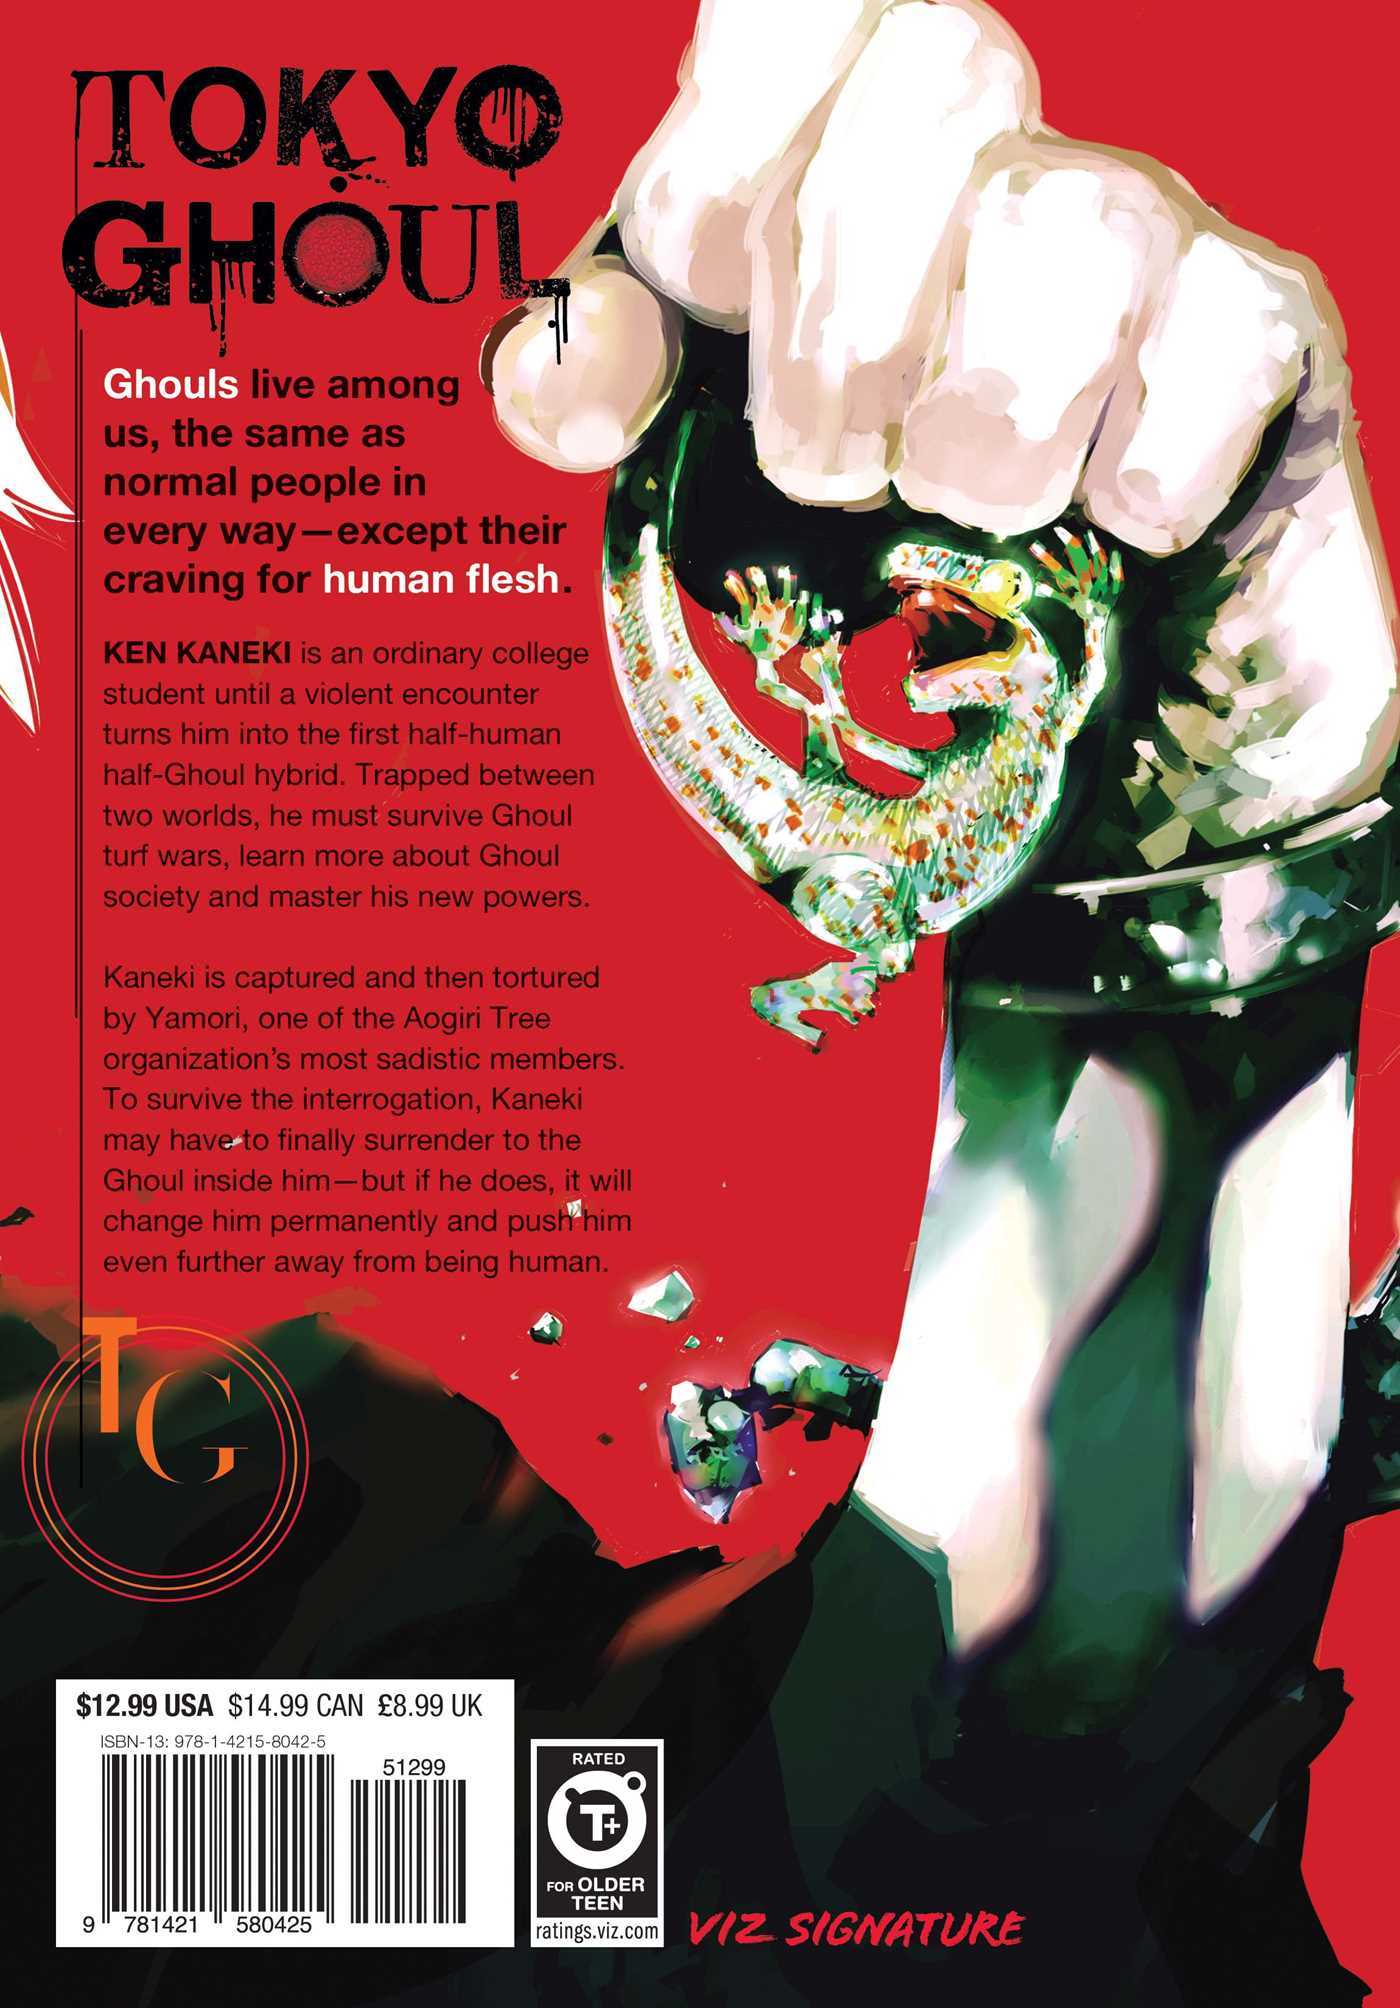 TOKYO
GHOUL
Ghouls live among
us, the same as
normal people in
every way—except their
craving for human flesh.
KEN KANEKI is an ordinary college
student until a violent encounter
turns him into the first half-human
half-Ghoul hybrid. Trapped between
two worlds, he must survive Ghoul
turf wars, learn more about Ghoul
society and master his new powers.
Kaneki is captured and then tortured
by Yamori, one of the Aogiri Tree
organization's most sadistic members.
To survive the interrogation, Kaneki
may have to finally surrender to the
Ghoul inside him—but if he does, it will
change him permanently and push him
even further away from being human.
TG
$12.99 USA $14.99 CAN £8.99 UK
ISBN-13: 978-1-4215-8042-5
51299
9 781421 580425
RATED
T+
FOR OLDER
TEEN
ratings.viz.com
VIZ SIGNATURE